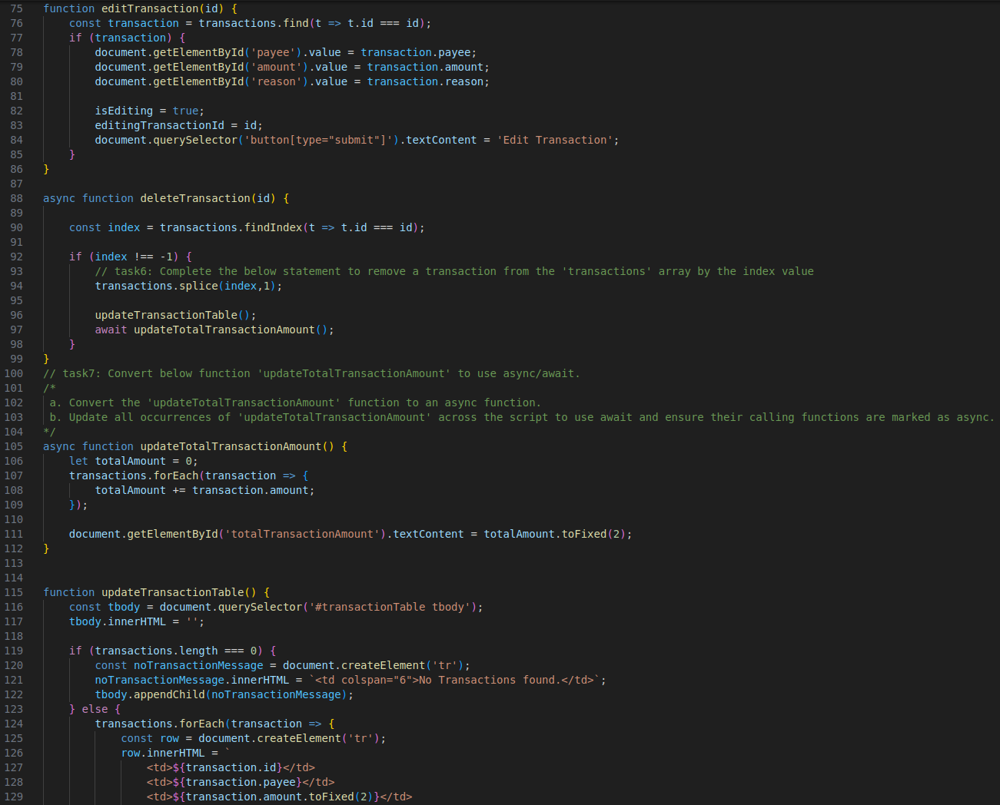 75 function editTransaction(id) {
76     const transaction = transactions.find(t => t.id === id);
77     if (transaction) {
78         document.getElementById('payee').value = transaction.payee;
79         document.getElementById('amount').value = transaction.amount;
80         document.getElementById('reason').value = transaction.reason;
81
82         isEditing = true;
83         editingTransactionId = id;
84         document.querySelector('button[type="submit"]').textContent = 'Edit Transaction';
85     }
86 }
87
88 async function deleteTransaction(id) {
89
90     const index = transactions.findIndex(t => t.id === id);
91
92     if (index !== -1) {
93         // task6: Complete the below statement to remove a transaction from the 'transactions' array by the index value
94         transactions.splice(index,1);
95
96         updateTransactionTable();
97         await updateTotalTransactionAmount();
98     }
99 }
100 // task7: Convert below function 'updateTotalTransactionAmount' to use async/await.
101 /*
102  a. Convert the 'updateTotalTransactionAmount' function to an async function.
103  b. Update all occurrences of 'updateTotalTransactionAmount' across the script to use await and ensure their calling functions are marked as async.
104 */
105 async function updateTotalTransactionAmount() {
106     let totalAmount = 0;
107     transactions.forEach(transaction => {
108         totalAmount += transaction.amount;
109     });
110
111     document.getElementById('totalTransactionAmount').textContent = totalAmount.toFixed(2);
112 }
113
114
115 function updateTransactionTable() {
116     const tbody = document.querySelector('#transactionTable tbody');
117     tbody.innerHTML = '';
118
119     if (transactions.length === 0) {
120         const noTransactionMessage = document.createElement('tr');
121         noTransactionMessage.innerHTML = `<td colspan="6">No Transactions found.</td>`;
122         tbody.appendChild(noTransactionMessage);
123     } else {
124         transactions.forEach(transaction => {
125             const row = document.createElement('tr');
126             row.innerHTML = `
127                 <td>${transaction.id}</td>
128                 <td>${transaction.payee}</td>
129                 <td>${transaction.amount.toFixed(2)}</td>